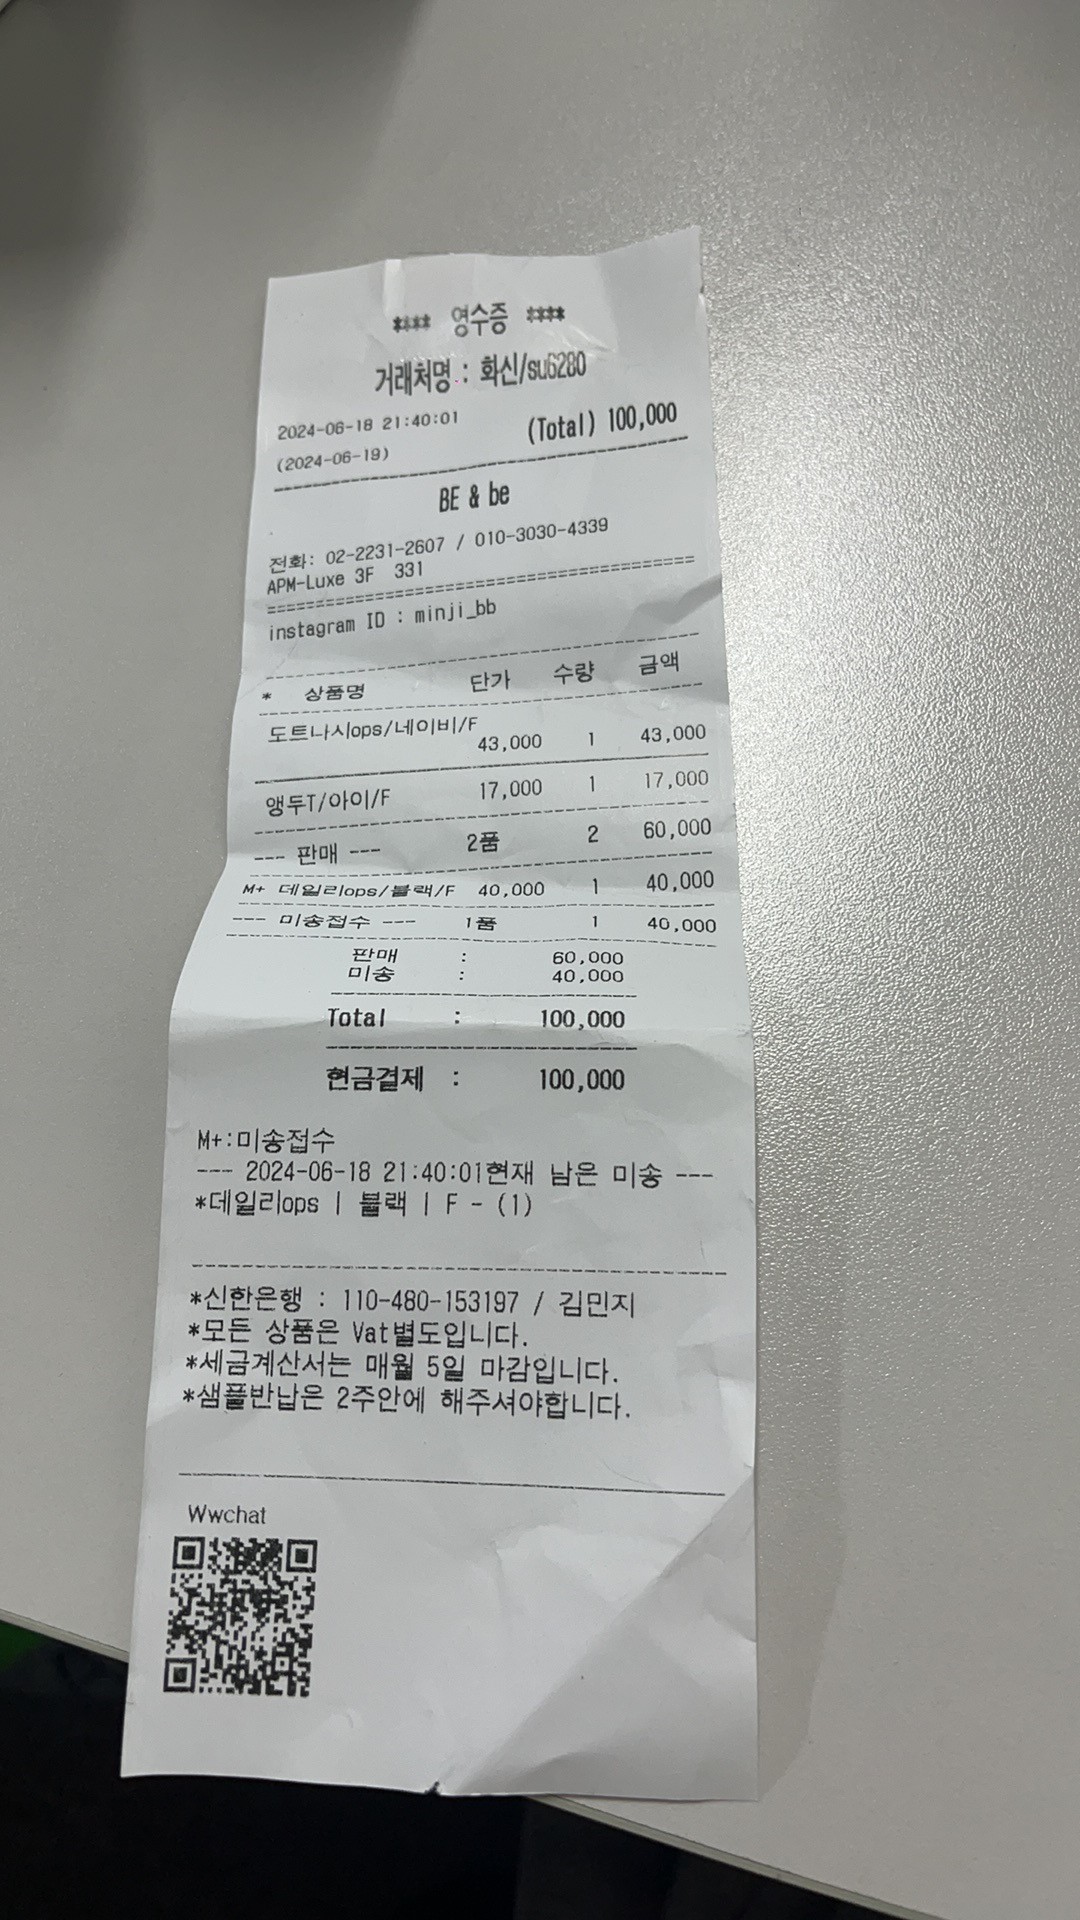 **** 영수증 ****
거래처명 : 화신/su6280
2024-06-18 21:40:01 (Total) 100,000
(2024-06-19)
BE & be
전화: 02-2231-2607 / 010-3030-4339
APM-Luxe 3F 331
instagram ID : minji_bb
* 상품명 단가 수량 금액
도트나시ops/네이비/F
43,000 1 43,000
앵두T/아이/F 17,000 1 17,000
--- 판매 --- 2품 2 60,000
M+ 데일리ops/블랙/F 40,000 1 40,000
--- 미송접수 --- 1품 1 40,000
판매 : 60,000
미송 : 40,000
Total : 100,000
현금결제 : 100,000
M+:미송접수
--- 2024-06-18 21:40:01현재 남은 미송 ---
*데일리ops | 블랙 | F - (1)
*신한은행 : 110-480-153197 / 김민지
*모든 상품은 Vat별도입니다.
*세금계산서는 매월 5일 마감입니다.
*샘플반납은 2주안에 해주셔야합니다.
Wwchat